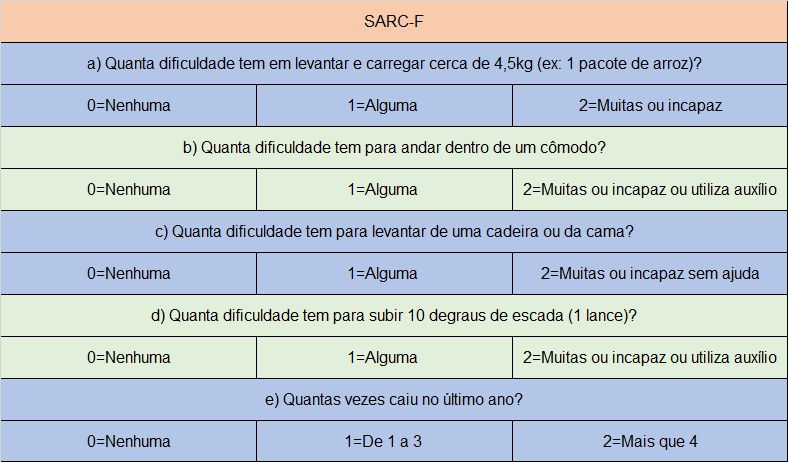 SARC-F
a) Quanta dificuldade tem em levantar e carregar cerca de 4,5kg (ex: 1 pacote de arroz)?
0=Nenhuma 1=Alguma 2=Muitas ou incapaz
b) Quanta dificuldade tem para andar dentro de um cômodo?
0=Nenhuma 1=Alguma 2=Muitas ou incapaz ou utiliza auxílio
c) Quanta dificuldade tem para levantar de uma cadeira ou da cama?
0=Nenhuma 1=Alguma 2=Muitas ou incapaz sem ajuda
d) Quanta dificuldade tem para subir 10 degraus de escada (1 lance)?
0=Nenhuma 1=Alguma 2=Muitas ou incapaz ou utiliza auxílio
e) Quantas vezes caiu no último ano?
0=Nenhuma 1=De 1 a 3 2=Mais que 4